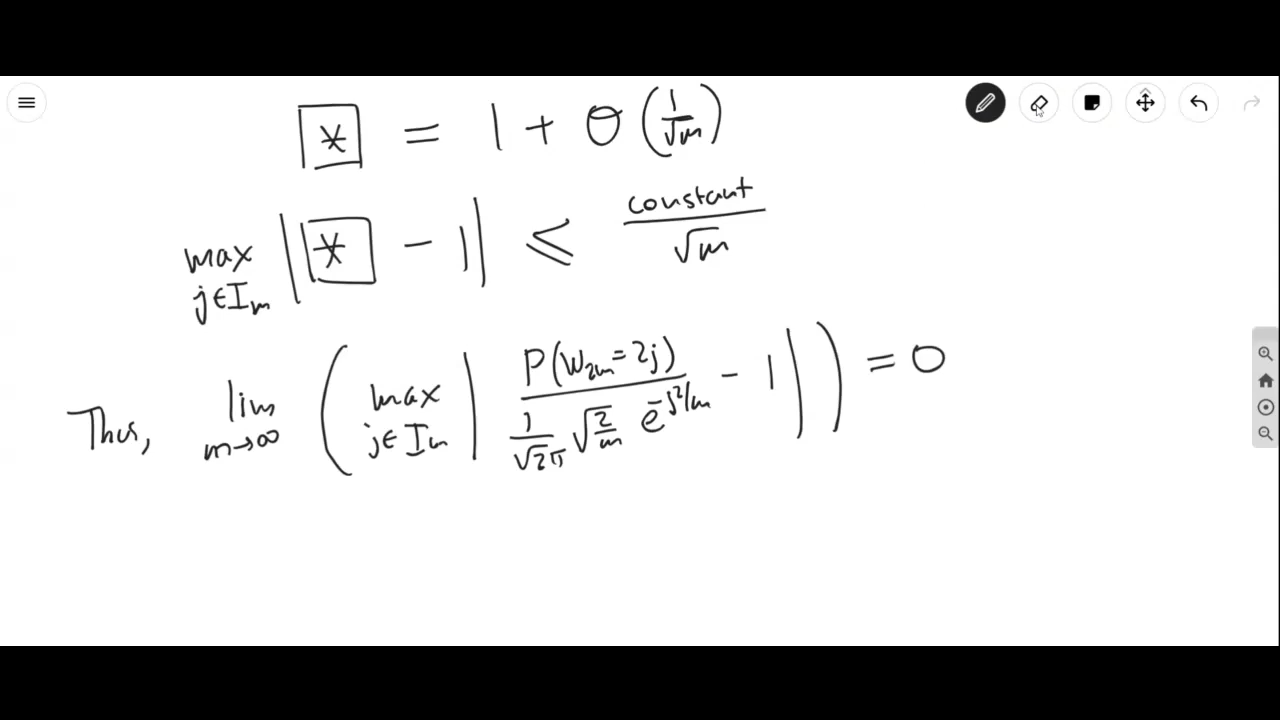 [*] = 1 + O(1/√m)
max_{j∈I_m} |[*] - 1| ≤ constant/√m
Thus, lim_{m→∞} ( max_{j∈I_m} | P(W_{2m}=2j) / (1/√2π √(2/m) e^{-j²/m}) - 1 | ) = 0